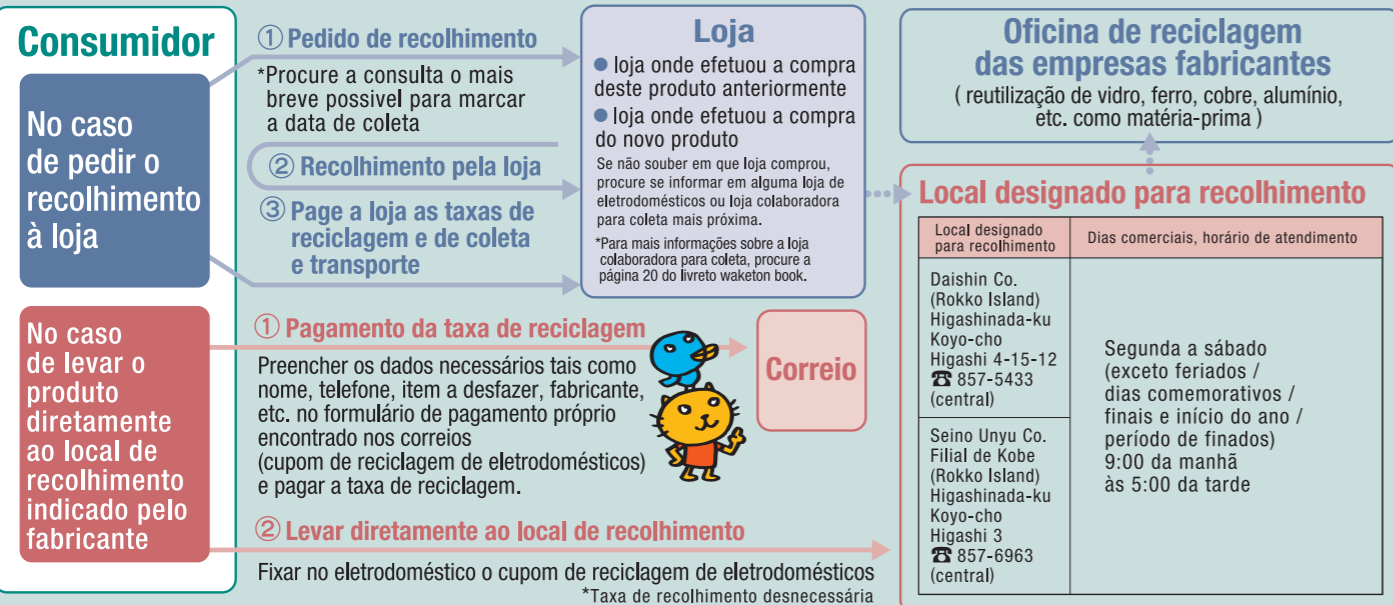 Consumidor
No caso
de pedir o
recolhimento
à loja
① Pedido de recolhimento
*Procure a consulta o mais
breve possivel para marcar
a data de coleta
② Recolhimento pela loja
③ Page a loja as taxas de
reciclagem e de coleta
e transporte
Loja
● loja onde efetuou a compra
deste produto anteriormente
● loja onde efetuou a compra
do novo produto
Se não souber em que loja comprou,
procure se informar em alguma loja de
eletrodomésticos ou loja colaboradora
para coleta mais próxima.
*Para mais informações sobre a loja
colaboradora para coleta, procure a
página 20 do livreto waketon book.
Oficina de reciclagem
das empresas fabricantes
( reutilização de vidro, ferro, cobre, alumínio,
etc. como matéria-prima )
No caso
de levar o
produto
diretamente
ao local de
recolhimento
indicado pelo
fabricante
① Pagamento da taxa de reciclagem
Preencher os dados necessários tais como
nome, telefone, item a desfazer, fabricante,
etc. no formulário de pagamento próprio
encontrado nos correios
(cupom de reciclagem de eletrodomésticos)
e pagar a taxa de reciclagem.
Correio
② Levar diretamente ao local de recolhimento
Fixar no eletrodoméstico o cupom de reciclagem de eletrodomésticos
*Taxa de recolhimento desnecessária
Local designado para recolhimento
Local designado
para recolhimento
Dias comerciais, horário de atendimento
Daishin Co.
(Rokko Island)
Higashinada-ku
Koyo-cho
Higashi 4-15-12
☎ 857-5433
(central)
Seino Unyu Co.
Filial de Kobe
(Rokko Island)
Higashinada-ku
Koyo-cho
Higashi 3
☎ 857-6963
(central)
Segunda a sábado
(exceto feriados /
dias comemorativos /
finais e início do ano /
período de finados)
9:00 da manhã
às 5:00 da tarde